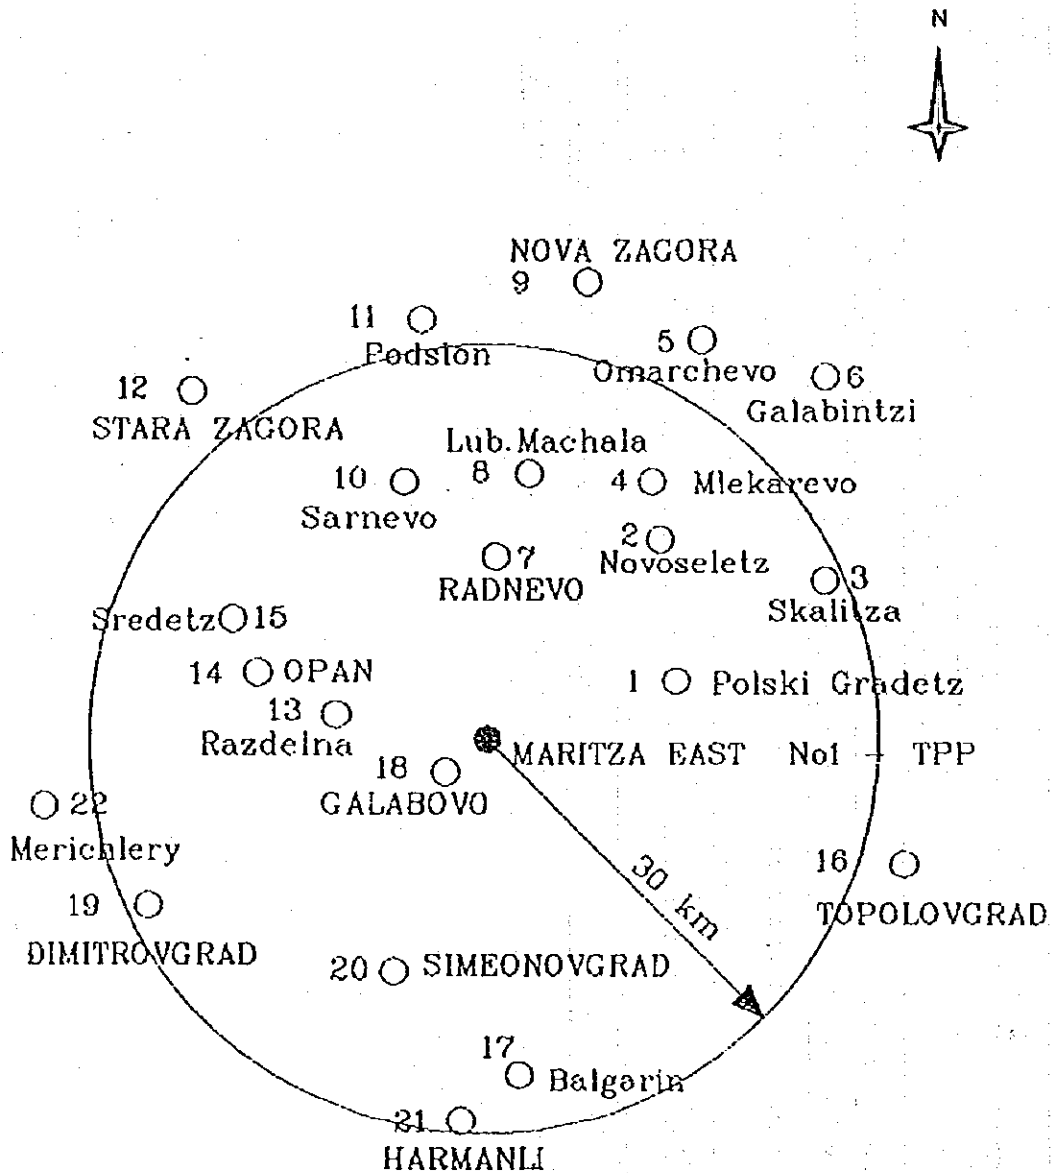 N
NOVA ZAGORA
9
11
Podslon
5
Omarchevo
6
Galabintzi
12
STARA ZAGORA
Lub.Machala
10
8
4
Mlekarevo
Sarnevo
2
Novoseletz
7
RADNEVO
3
Skalitza
Sredetz
15
14
OPAN
1
Polski Gradetz
13
Razdelna
MARITZA EAST No1 - TPP
18
GALABOVO
22
Merichlery
30 km
16
TOPOLOVGRAD
19
DIMITROVGRAD
20
SIMEONOVGRAD
17
Balgarin
21
HARMANLI